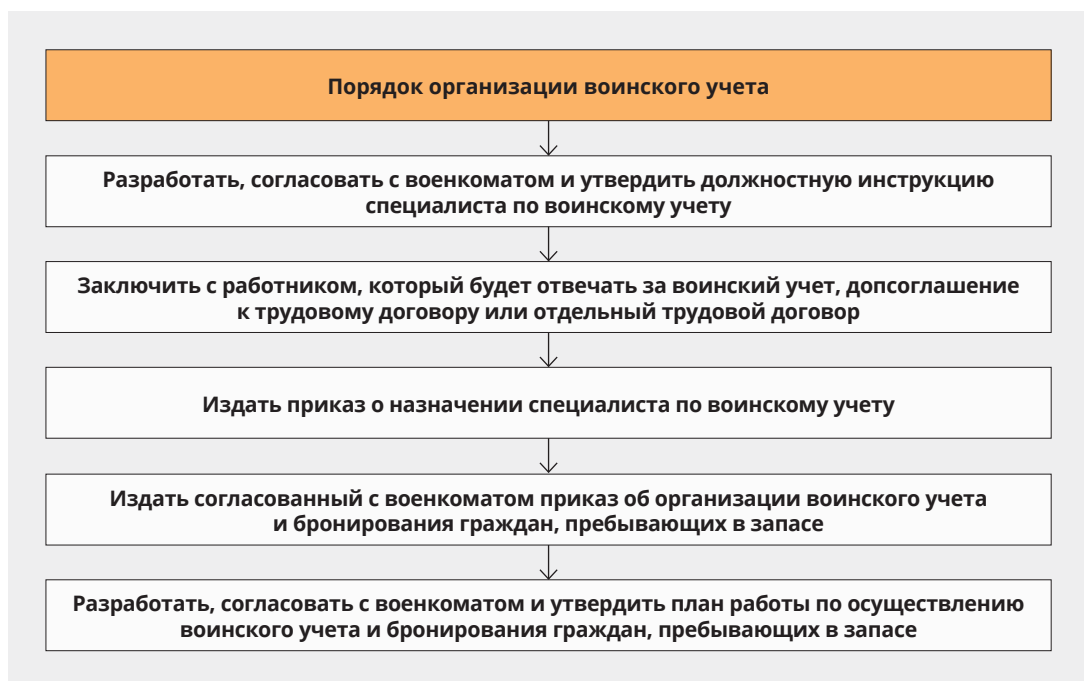 Порядок организации воинского учета
Разработать, согласовать с военкоматом и утвердить должностную инструкцию
специалиста по воинскому учету
Заключить с работником, который будет отвечать за воинский учет, допсоглашение
к трудовому договору или отдельный трудовой договор
Издать приказ о назначении специалиста по воинскому учету
Издать согласованный с военкоматом приказ об организации воинского учета
и бронирования граждан, пребывающих в запасе
Разработать, согласовать с военкоматом и утвердить план работы по осуществлению
воинского учета и бронирования граждан, пребывающих в запасе